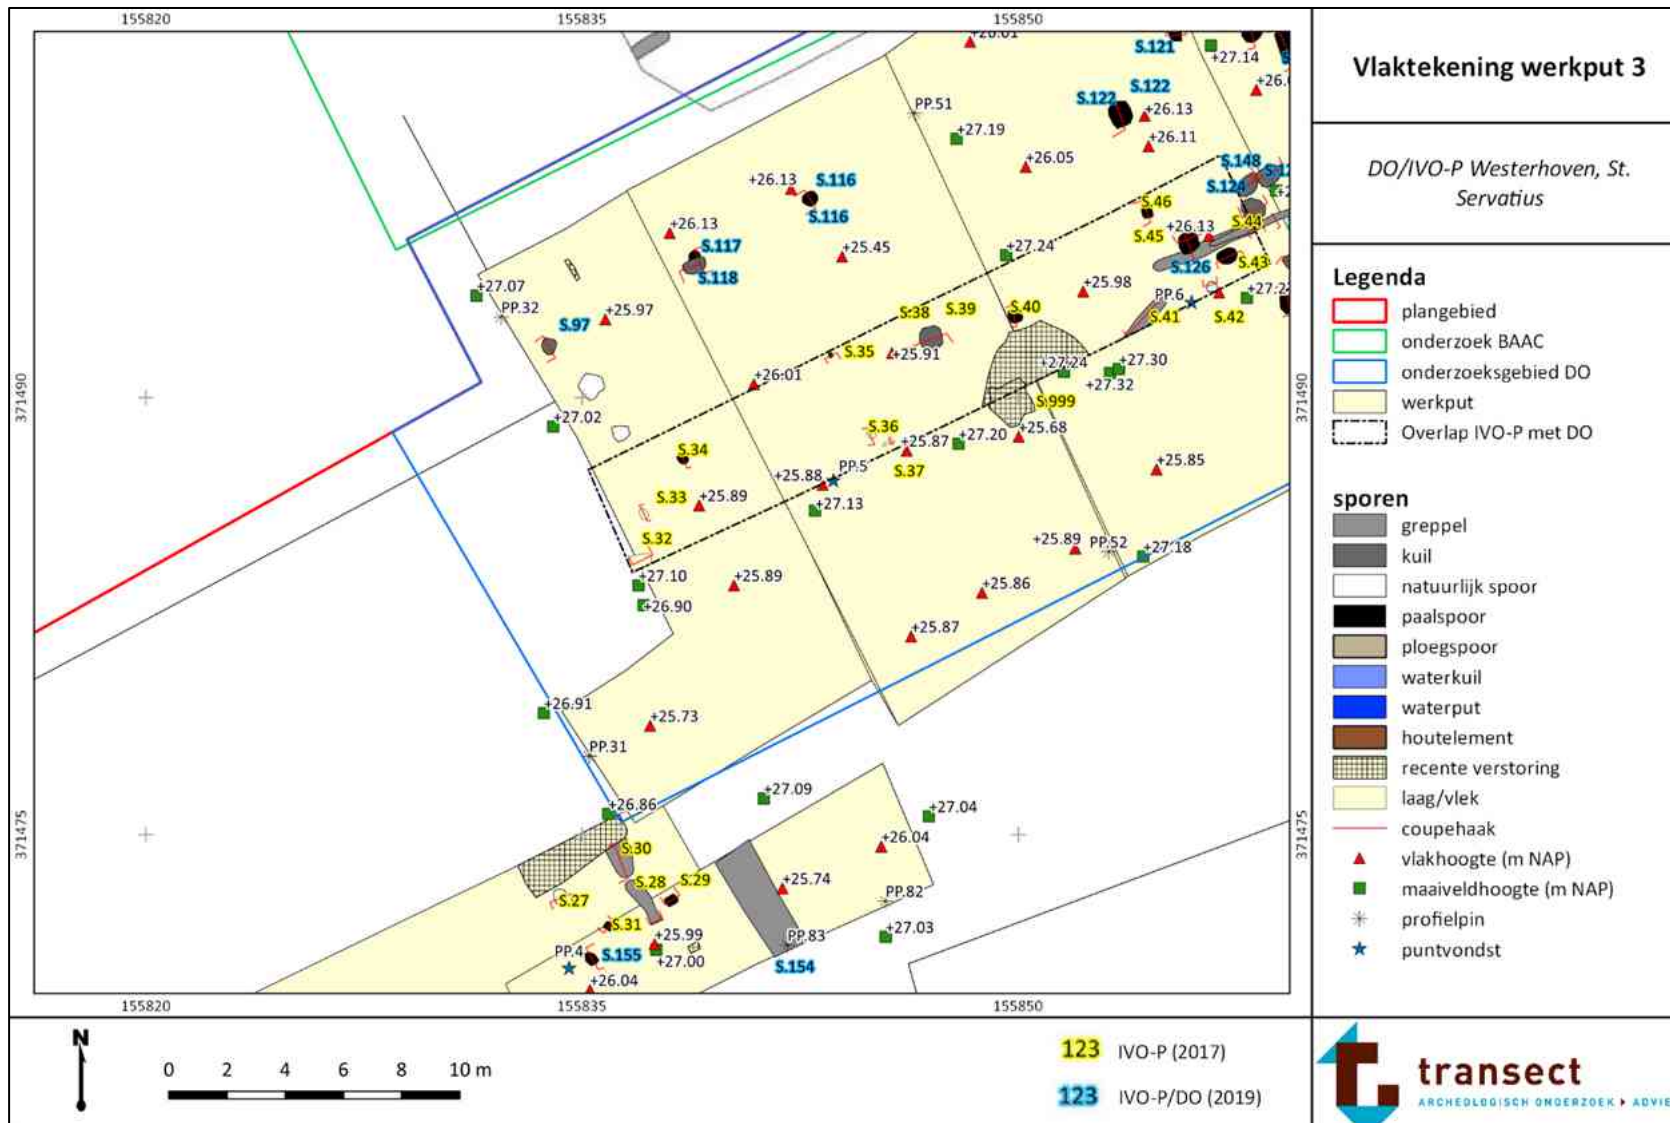 155820
155835
155850
+26.01
S.121
+27.14
S.122
S.122
PP.51
+26.13
+27.19
+26.11
+26.05
S.148
S.124
+26.13
S.116
S.116
S.46
+26.13
S.117
S.118
+25.45
+27.24
S.45
+26.13
S.44
S.126
S.43
+27.07
PP.32
+25.98
PP.6
S.97
+25.97
S.38
S.39
S.40
S.41
S.42
S.35
+25.91
+27.24
+27.30
+27.32
+26.01
371490
371490
S.999
+27.02
S.36
+25.87
+27.20
+25.68
S.34
S.37
+25.88
PP.5
+25.85
S.33
+25.89
+27.13
S.32
+25.89
PP.52
+27.18
+27.10
+25.89
+25.86
+26.90
+25.87
+26.91
+25.73
PP.31
+26.86
+27.09
+27.04
371475
371475
S.30
+26.04
S.28
S.29
+25.74
S.27
PP.82
S.31
+25.99
PP.83
+27.03
PP.4
S.155
+27.00
S.154
+26.04
155820
155835
155850
Vlaktekening werkput 3
DO/IVO-P Westerhoven, St.
Servatius
Legenda
plangebied
onderzoek BAAC
onderzoeksgebied DO
werkput
Overlap IVO-P met DO
sporen
greppel
kuil
natuurlijk spoor
paalspoor
ploegspoor
waterkuil
waterput
houtelement
recente verstoring
laag/vlek
coupehaak
vlakhoogte (m NAP)
maaiveldhoogte (m NAP)
profielpin
puntvondst
N
0 2 4 6 8 10 m
123 IVO-P (2017)
123 IVO-P/DO (2019)
transect
ARCHEOLOGISCH ONDERZOEK ADVIE